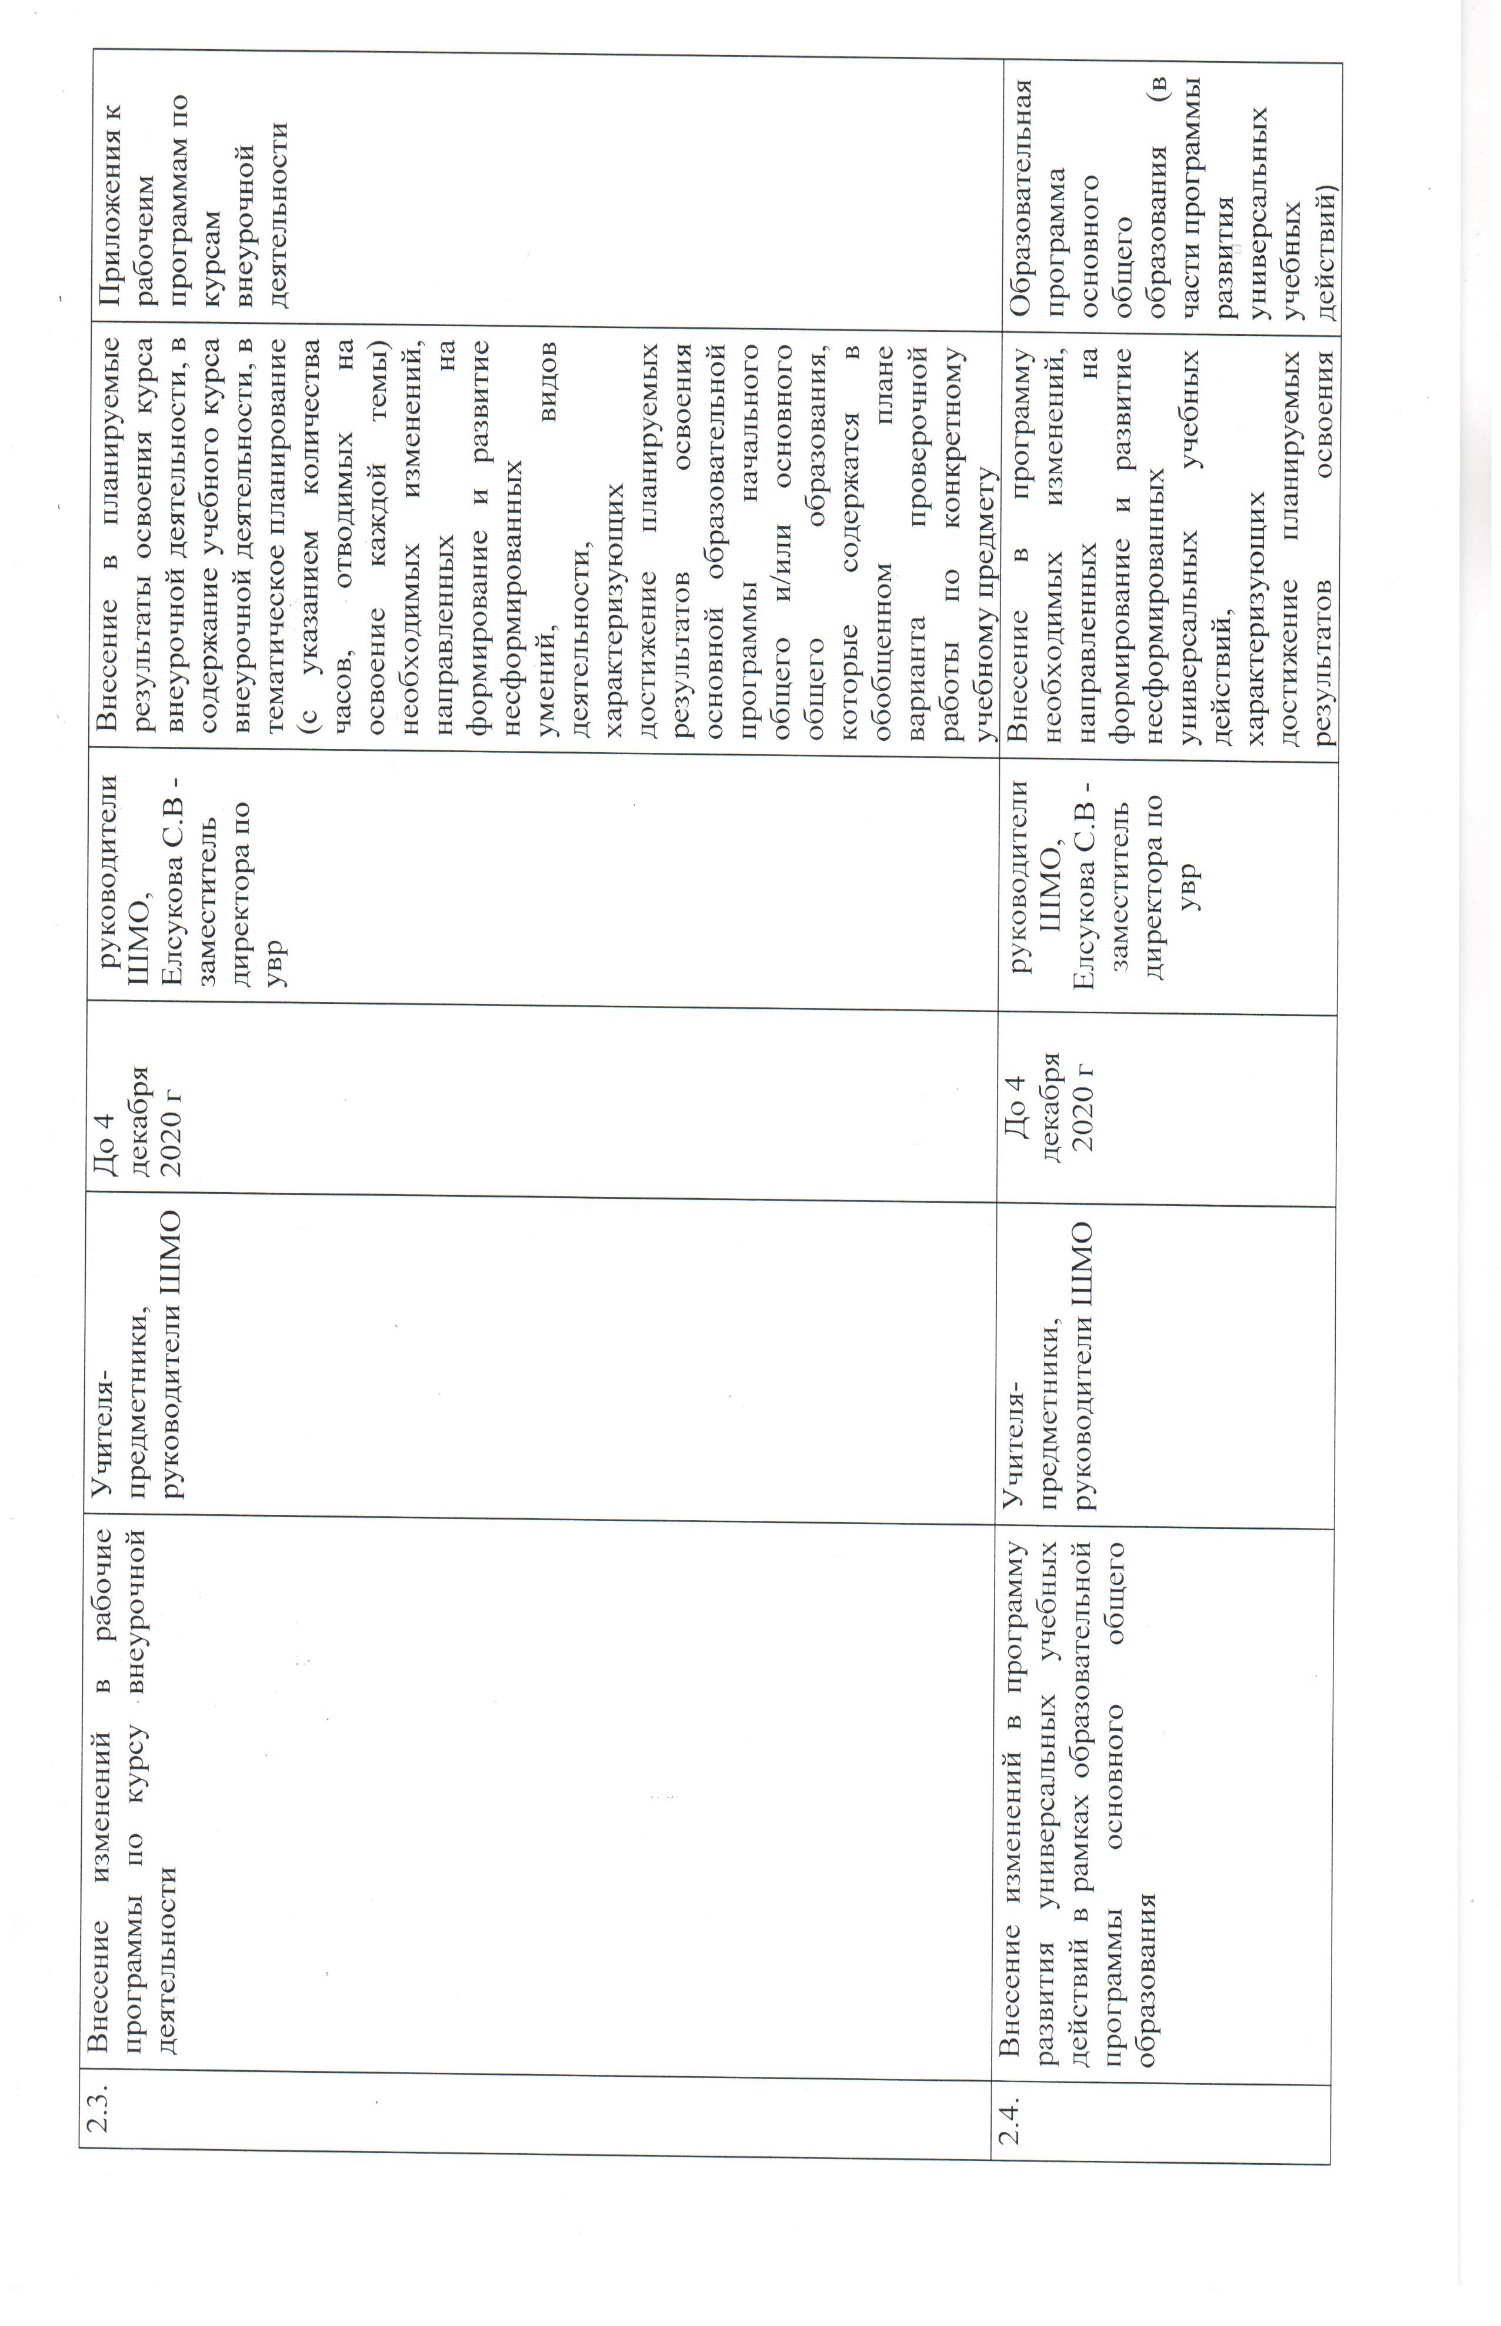 2.3.
Внесение изменений в рабочие
программы по курсу внеурочной
деятельности
Учителя-
предметники,
руководители ШМО
До 4
декабря
2020 г
руководители
ШМО,
Елсукова С.В -
заместитель
директора по
увр
Внесение в планируемые
результаты освоения курса
внеурочной деятельности, в
содержание учебного курса
внеурочной деятельности, в
тематическое планирование
(с указанием количества
часов, отводимых на
освоение каждой темы)
необходимых изменений,
направленных на
формирование и развитие
несформированных
умений, видов
деятельности,
характеризующих
достижение планируемых
результатов освоения
основной образовательной
программы начального
общего и/или основного
общего образования,
которые содержатся в
обобщенном плане
варианта проверочной
работы по конкретному
учебному предмету
Приложения к
рабочеим
программам по
курсам
внеурочной
деятельности
2.4.
Внесение изменений в программу
развития универсальных учебных
действий в рамках образовательной
программы основного общего
образования
Учителя-
предметники,
руководители ШМО
До 4
декабря
2020 г
руководители
ШМО,
Елсукова С.В -
заместитель
директора по
увр
Внесение в программу
необходимых изменений,
направленных на
формирование и развитие
несформированных
универсальных учебных
действий,
характеризующих
достижение планируемых
результатов освоения
Образовательная
программа
основного
общего
образования (в
части программы
развития
универсальных
учебных
действий)